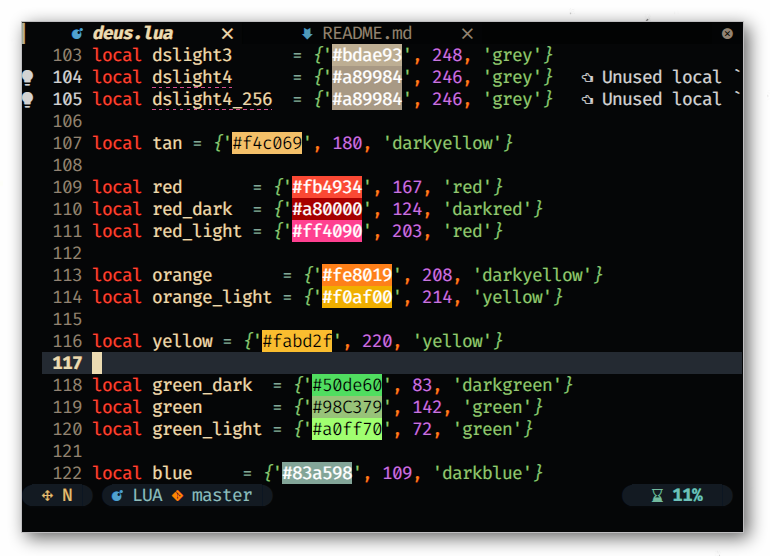 deus.lua × README.md ×
103 local dslight3 = {'#bdae93', 248, 'grey'}
104 local dslight4 = {'#a89984', 246, 'grey'} Unused local `
105 local dslight4_256 = {'#a89984', 246, 'grey'} Unused local `
106
107 local tan = {'#f4c069', 180, 'darkyellow'}
108
109 local red = {'#fb4934', 167, 'red'}
110 local red_dark = {'#a80000', 124, 'darkred'}
111 local red_light = {'#ff4090', 203, 'red'}
112
113 local orange = {'#fe8019', 208, 'darkyellow'}
114 local orange_light = {'#f0af00', 214, 'yellow'}
115
116 local yellow = {'#fabd2f', 220, 'yellow'}
117
118 local green_dark = {'#50de60', 83, 'darkgreen'}
119 local green = {'#98C379', 142, 'green'}
120 local green_light = {'#a0ff70', 72, 'green'}
121
122 local blue = {'#83a598', 109, 'darkblue'}
N LUA master 11%